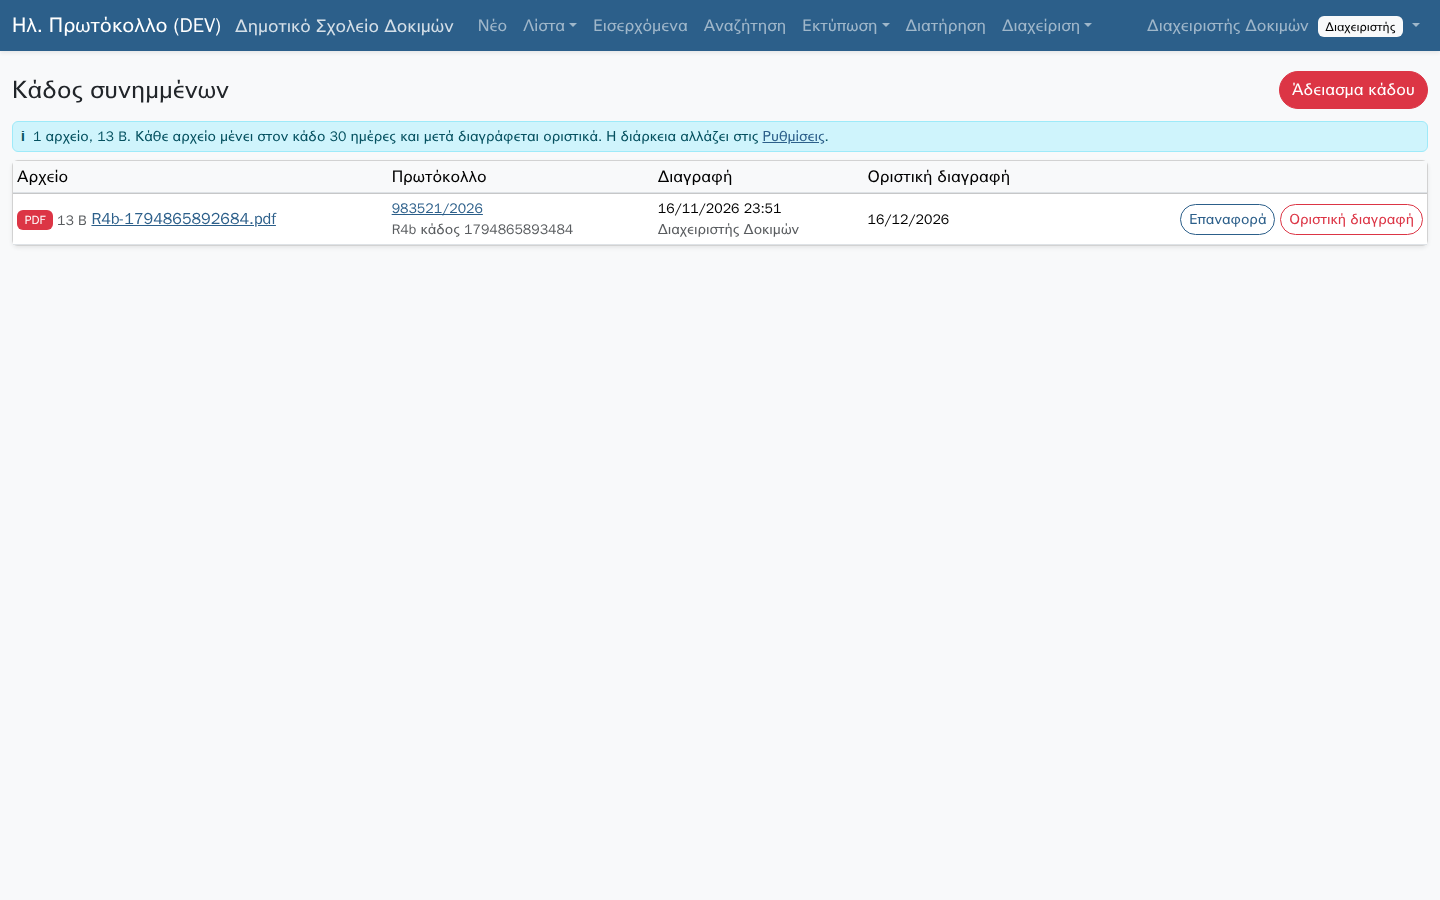 Ηλ. Πρωτόκολλο (DEV) Δημοτικό Σχολείο Δοκιμών Νέο Λίστα Εισερχόμενα Αναζήτηση Εκτύπωση Διατήρηση Διαχείριση Διαχειριστής Δοκιμών Διαχειριστής
Κάδος συνημμένων Άδειασμα κάδου
i 1 αρχείο, 13 B. Κάθε αρχείο μένει στον κάδο 30 ημέρες και μετά διαγράφεται οριστικά. Η διάρκεια αλλάζει στις Ρυθμίσεις.
Αρχείο Πρωτόκολλο Διαγραφή Οριστική διαγραφή
PDF 13 B R4b-1794865892684.pdf 983521/2026 16/11/2026 23:51 16/12/2026 Επαναφορά Οριστική διαγραφή
R4b κάδος 1794865893484 Διαχειριστής Δοκιμών